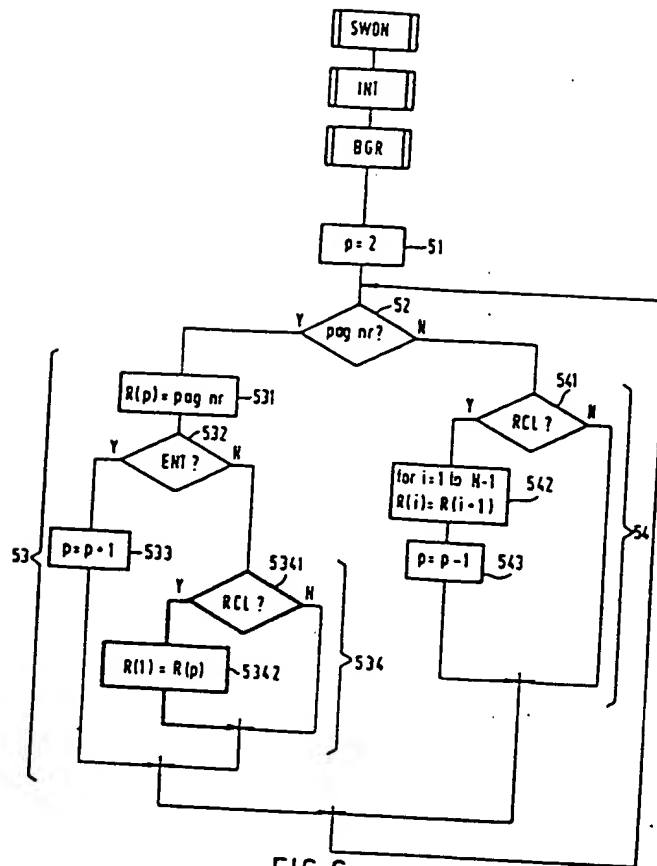 SWON
INT
BGR
p = 2
51
52
Y
pag nr?
N
R(p) = pag nr
531
532
Y
ENT ?
N
541
Y
RCL ?
N
for i=1 to N-1
R(i)= R(i+1)
542
53
p = p + 1
533
p = p-1
543
54
5341
Y
RCL ?
N
R(1) = R(p)
5342
534